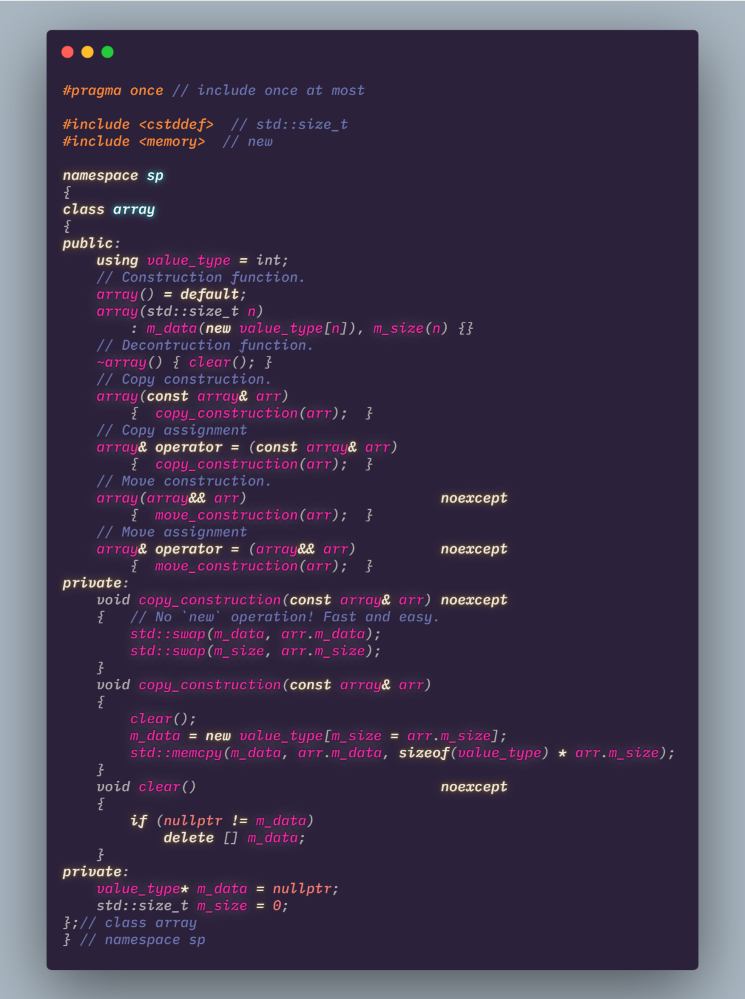 #pragma once // include once at most
#include <cstddef>  // std::size_t
#include <memory>  // new
namespace sp
{
class array
{
public:
    using value_type = int;
    // Construction function.
    array() = default;
    array(std::size_t n)
        : m_data(new value_type[n]), m_size(n) {}
    // Decontruction function.
    ~array() { clear(); }
    // Copy construction.
    array(const array& arr)
        {  copy_construction(arr);  }
    // Copy assignment
    array& operator = (const array& arr)
        {  copy_construction(arr);  }
    // Move construction.
    array(array&& arr)                       noexcept
        {  move_construction(arr);  }
    // Move assignment
    array& operator = (array&& arr)          noexcept
        {  move_construction(arr);  }
private:
    void copy_construction(const array& arr) noexcept
    {   // No `new` operation! Fast and easy.
        std::swap(m_data, arr.m_data);
        std::swap(m_size, arr.m_size);
    }
    void copy_construction(const array& arr)
    {
        clear();
        m_data = new value_type[m_size = arr.m_size];
        std::memcpy(m_data, arr.m_data, sizeof(value_type) * arr.m_size);
    }
    void clear()                             noexcept
    {
        if (nullptr != m_data)
            delete [] m_data;
    }
private:
    value_type* m_data = nullptr;
    std::size_t m_size = 0;
};// class array
} // namespace sp